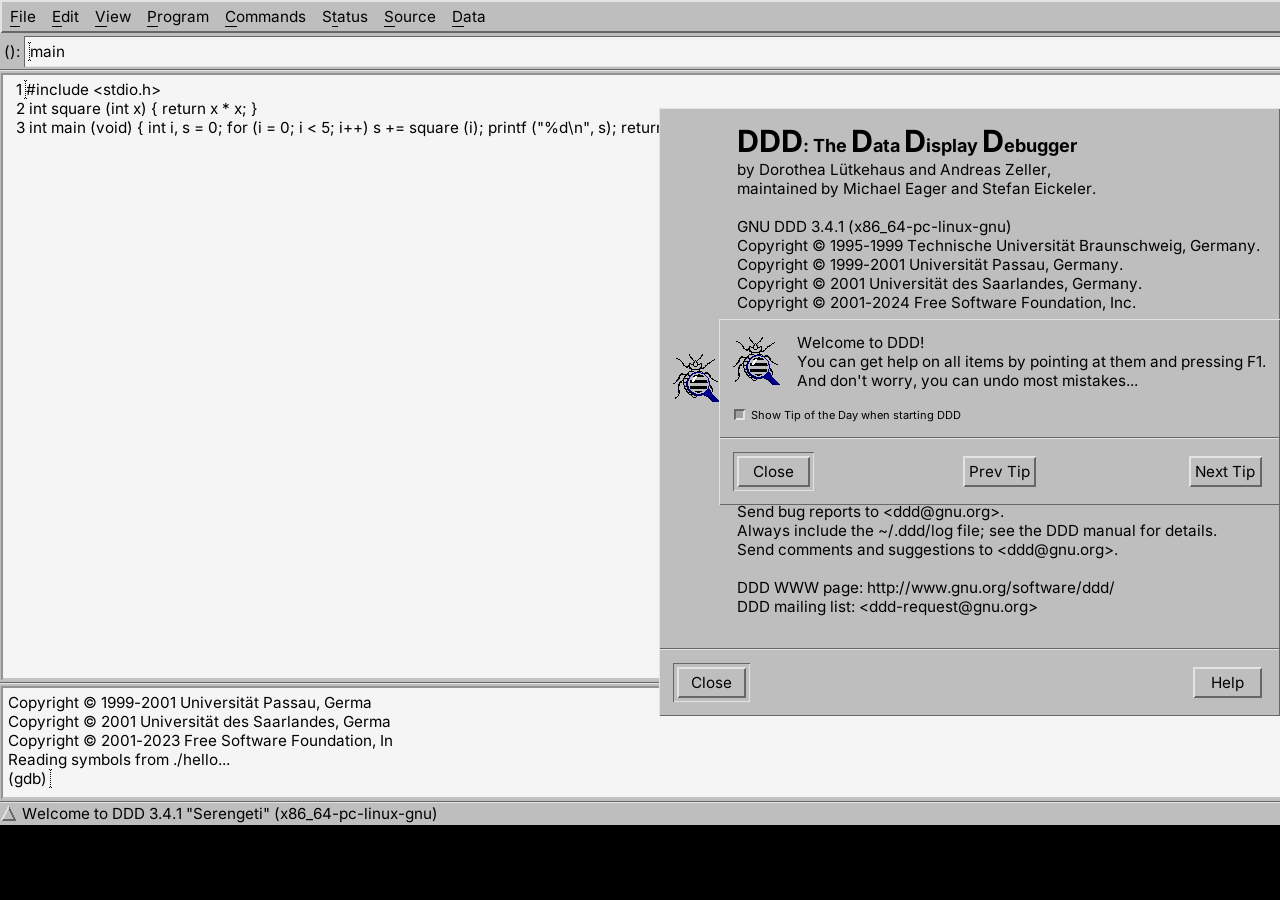 File Edit View Program Commands Status Source Data
(): main
1 #include <stdio.h>
2 int square (int x) { return x * x; }
3 int main (void) { int i, s = 0; for (i = 0; i < 5; i++) s += square (i); printf ("%d\n", s); return
DDD: The Data Display Debugger
by Dorothea Lütkehaus and Andreas Zeller,
maintained by Michael Eager and Stefan Eickeler.
GNU DDD 3.4.1 (x86_64-pc-linux-gnu)
Copyright © 1995-1999 Technische Universität Braunschweig, Germany.
Copyright © 1999-2001 Universität Passau, Germany.
Copyright © 2001 Universität des Saarlandes, Germany.
Copyright © 2001-2024 Free Software Foundation, Inc.
Welcome to DDD!
You can get help on all items by pointing at them and pressing F1.
And don't worry, you can undo most mistakes...
Show Tip of the Day when starting DDD
Close Prev Tip Next Tip
Send bug reports to <ddd@gnu.org>.
Always include the ~/.ddd/log file; see the DDD manual for details.
Send comments and suggestions to <ddd@gnu.org>.
DDD WWW page: http://www.gnu.org/software/ddd/
DDD mailing list: <ddd-request@gnu.org>
Close Help
Copyright © 1999-2001 Universität Passau, Germa
Copyright © 2001 Universität des Saarlandes, Germa
Copyright © 2001-2023 Free Software Foundation, In
Reading symbols from ./hello...
(gdb)
Welcome to DDD 3.4.1 "Serengeti" (x86_64-pc-linux-gnu)